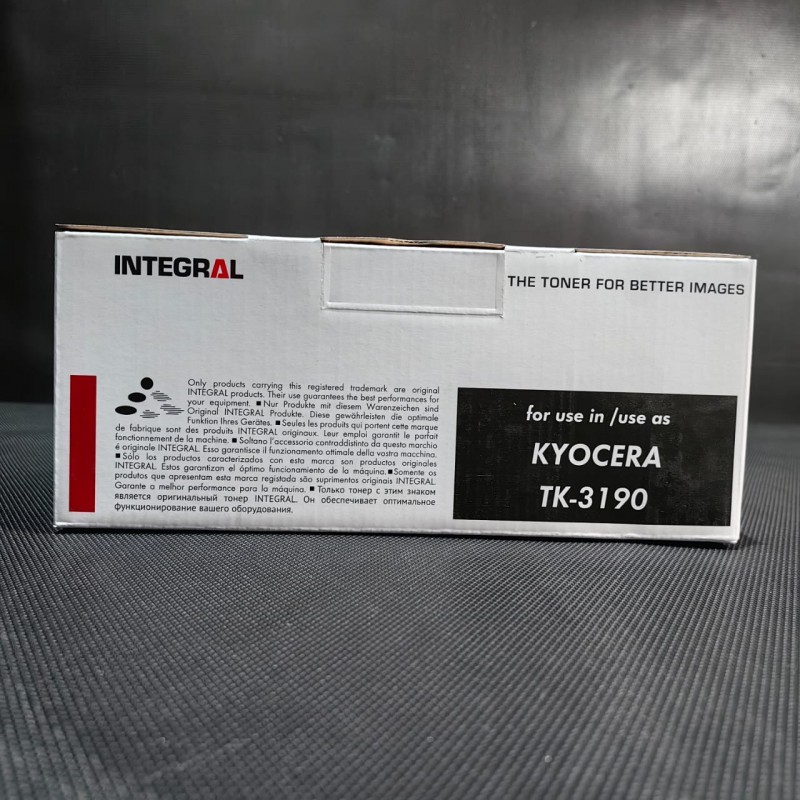 INTEGRAL
THE TONER FOR BETTER IMAGES
Only products carrying this registered trademark are original
INTEGRAL products. Their use guarantees the best performances for
your equipment. ■ Nur Produkte mit diesem Warenzeichen sind
Original INTEGRAL Produkte. Diese gewährleisten die optimale
Funktion Ihres Gerätes. ■ Seules les produits qui portent cette marque
de fabrique sont des produits INTEGRAL originaux. Leur emploi garantit le parfait
fonctionnement de la machine. ■ Soltano l'accessorio contraddistinto da questo marchio
é originale INTEGRAL. Esso garantisce il funzionamento ottimale della vostra macchina.
■ Sólo los productos caracterizados con esta marca son productos originales
INTEGRAL. Estos garantizan el óptimo funcionamiento de la máquina. ■ Somente os
produtos que apresentam esta marca registada são suprimentos originais INTEGRAL.
Garante a melhor performance para la máquina. ■ Только тонер с этим знаком
является оригинальный тонер INTEGRAL. Он обеспечивает оптимальное
функционирование вашего оборудования.
for use in /use as
KYOCERA
TK-3190